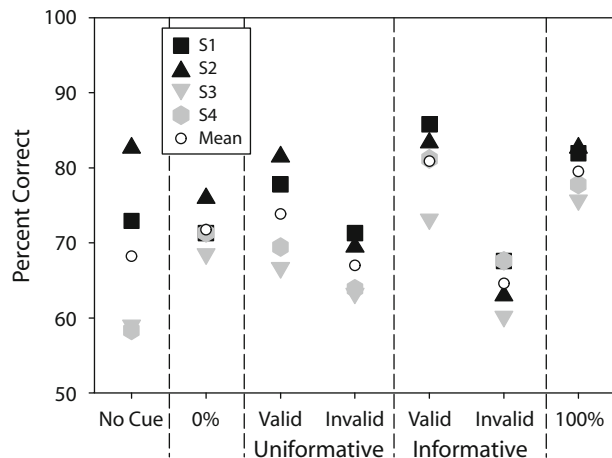 100
90
80
70
60
50
Percent Correct
S1
S2
S3
S4
Mean
No Cue 0% Valid Invalid Valid Invalid 100%
Uniformative Informative